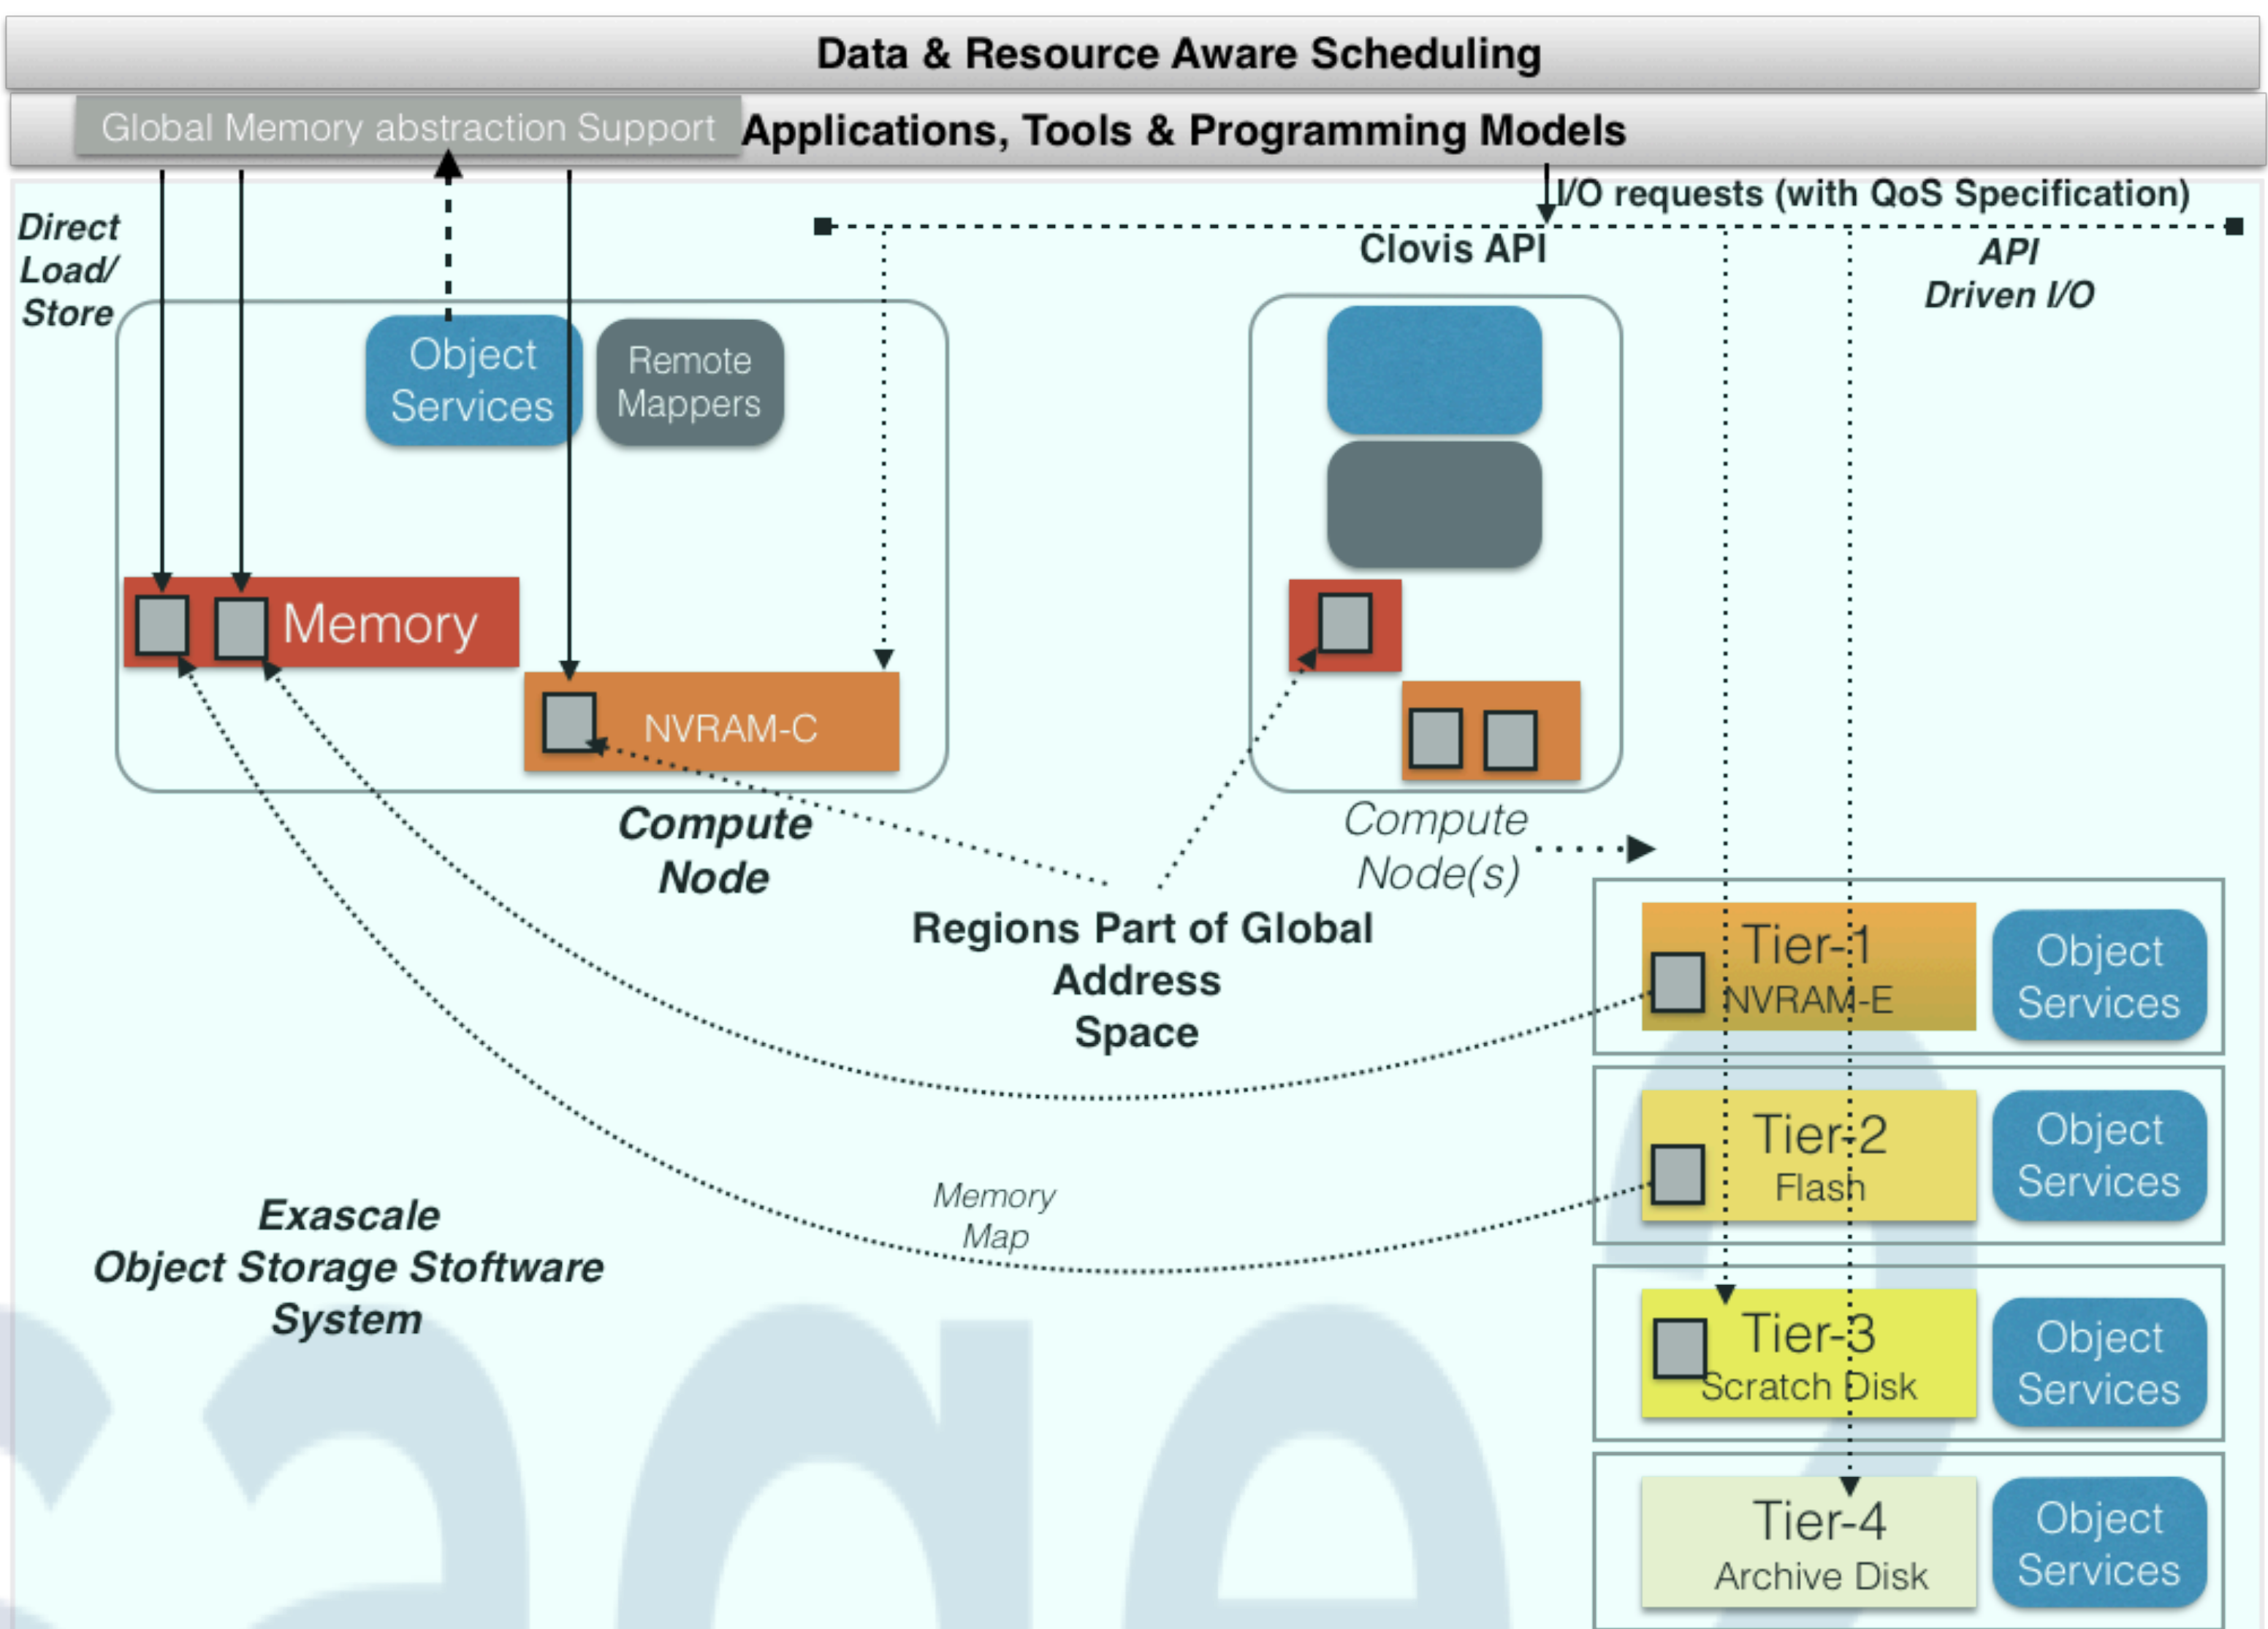 Data & Resource Aware Scheduling
Global Memory abstraction Support
Applications, Tools & Programming Models
I/O requests (with QoS Specification)
Direct
Load/
Store
Clovis API
API
Driven I/O
Object
Services
Remote
Mappers
Memory
NVRAM-C
Compute
Node
Compute
Node(s)
Regions Part of Global
Address
Space
Tier-1
NVRAM-E
Object
Services
Tier-2
Flash
Object
Services
Memory
Map
Exascale
Object Storage Stoftware
System
Tier-3
Scratch Disk
Object
Services
Tier-4
Archive Disk
Object
Services